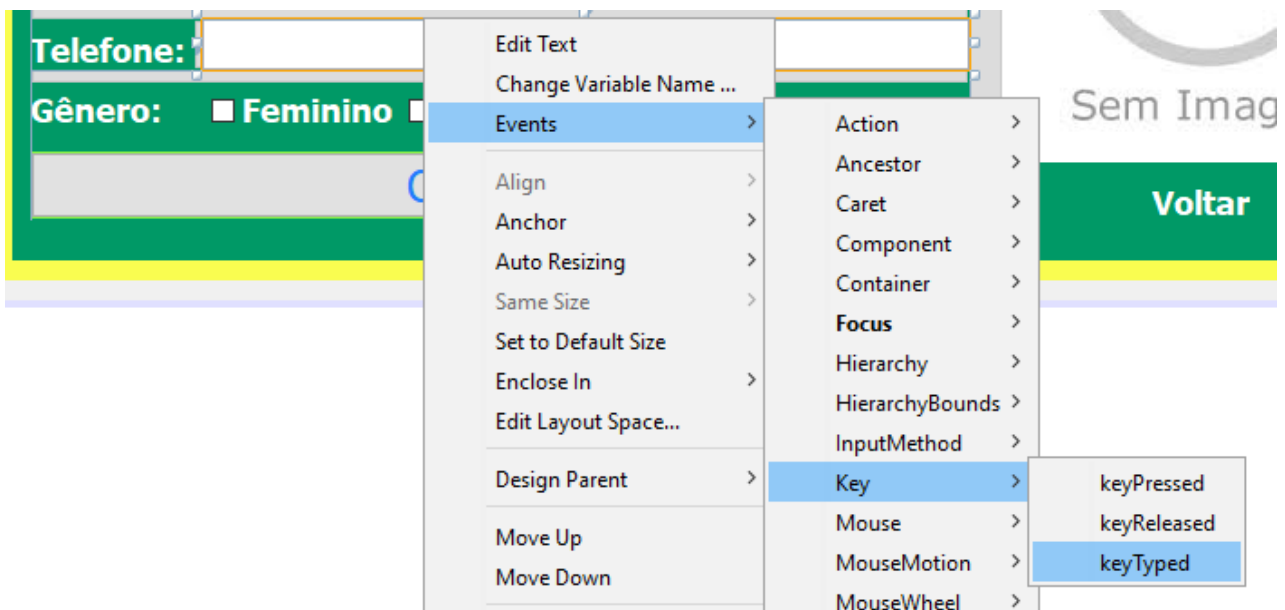 Telefone:
Gênero:
Feminino
Edit Text
Change Variable Name ...
Events
Align
Anchor
Auto Resizing
Same Size
Set to Default Size
Enclose In
Edit Layout Space...
Design Parent
Move Up
Move Down
Action
Ancestor
Caret
Component
Container
Focus
Hierarchy
HierarchyBounds
InputMethod
Key
Mouse
MouseMotion
MouseWheel
keyPressed
keyReleased
keyTyped
Sem Imag
Voltar